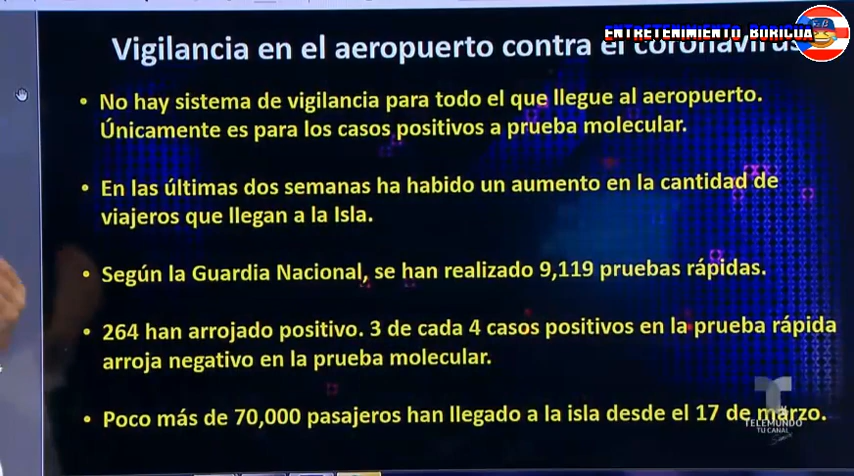 ENTRETENIMIENTO BORICUA
Vigilancia en el aeropuerto contra el coronavirus
• No hay sistema de vigilancia para todo el que llegue al aeropuerto.
Únicamente es para los casos positivos a prueba molecular.
• En las últimas dos semanas ha habido un aumento en la cantidad de
viajeros que llegan a la Isla.
• Según la Guardia Nacional, se han realizado 9,119 pruebas rápidas.
• 264 han arrojado positivo. 3 de cada 4 casos positivos en la prueba rápida
arroja negativo en la prueba molecular.
• Poco más de 70,000 pasajeros han llegado a la isla desde el 17 de marzo.
TELEMUNDO
TU CANAL